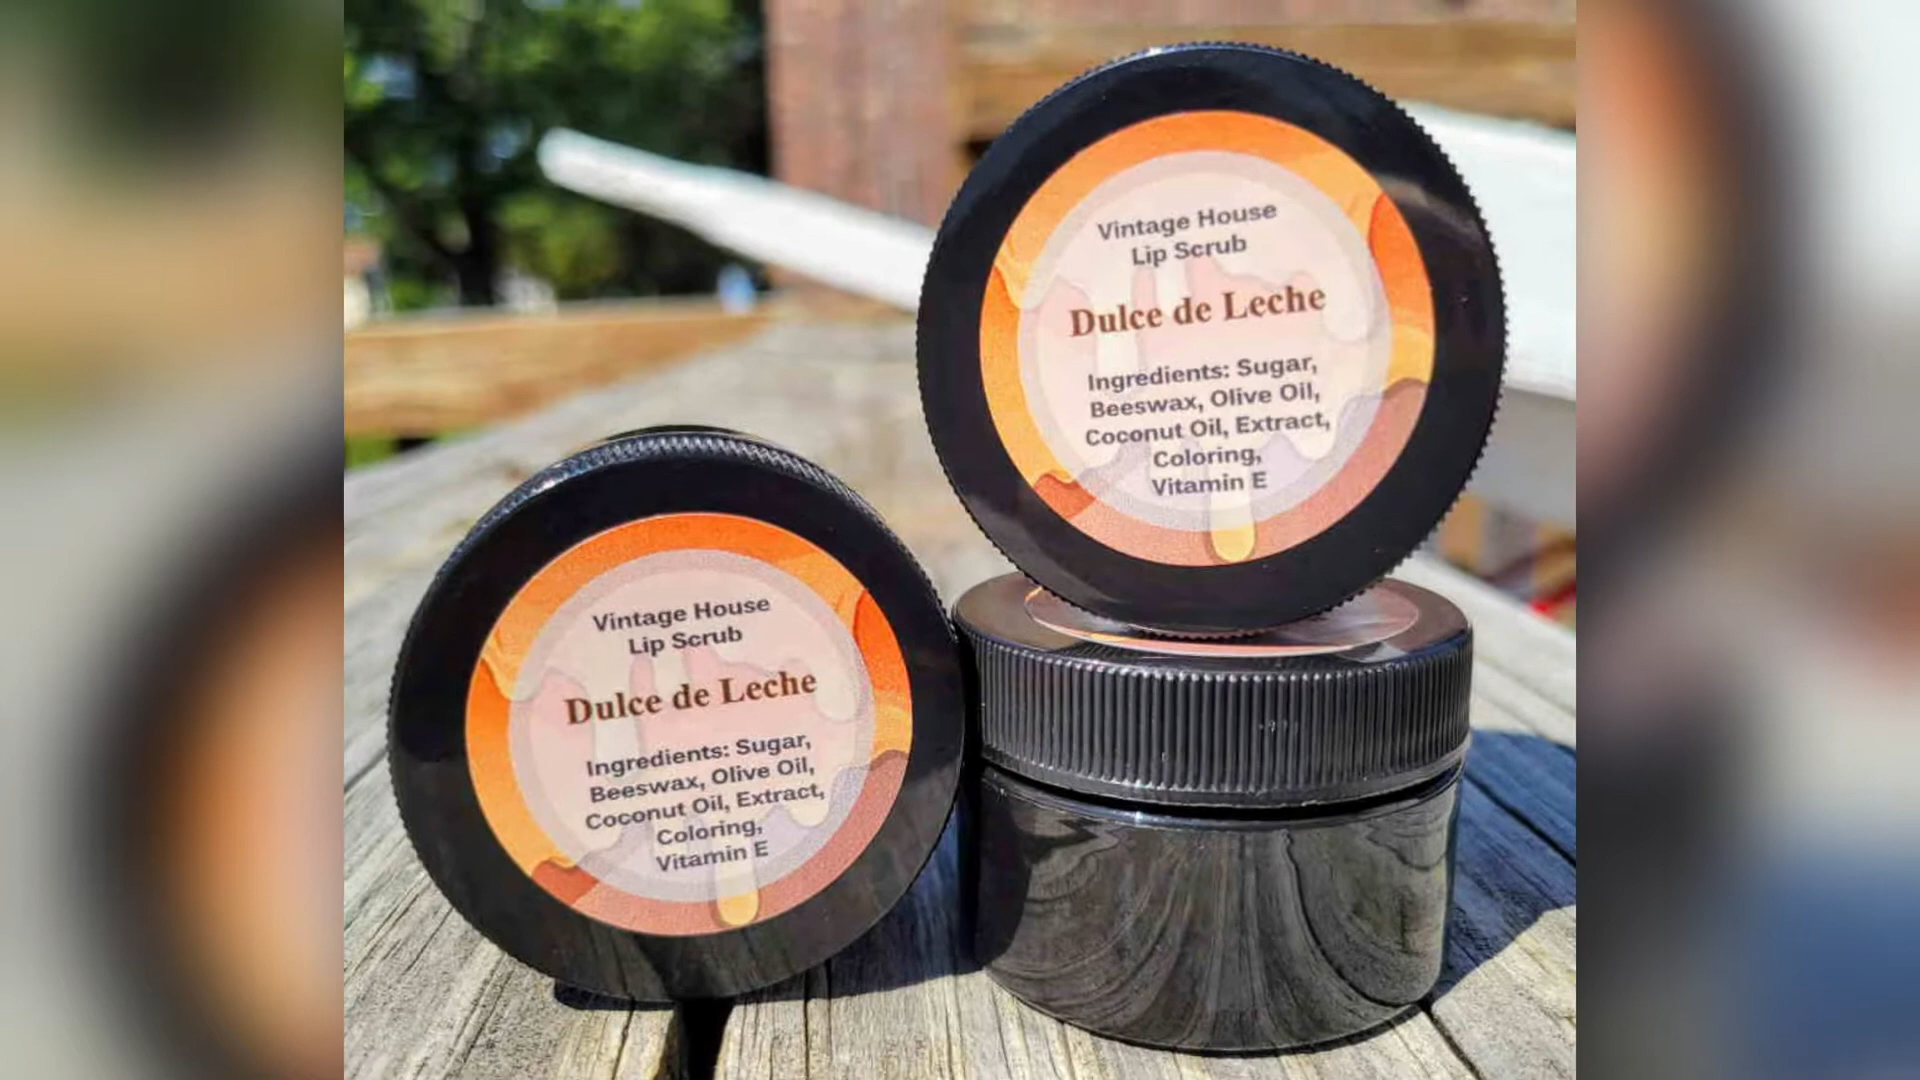 Vintage House
Lip Scrub
Dulce de Leche
Ingredients: Sugar,
Beeswax, Olive Oil,
Coconut Oil, Extract,
Coloring,
Vitamin E
Vintage House
Lip Scrub
Dulce de Leche
Ingredients: Sugar,
Beeswax, Olive Oil,
Coconut Oil, Extract,
Coloring,
Vitamin E